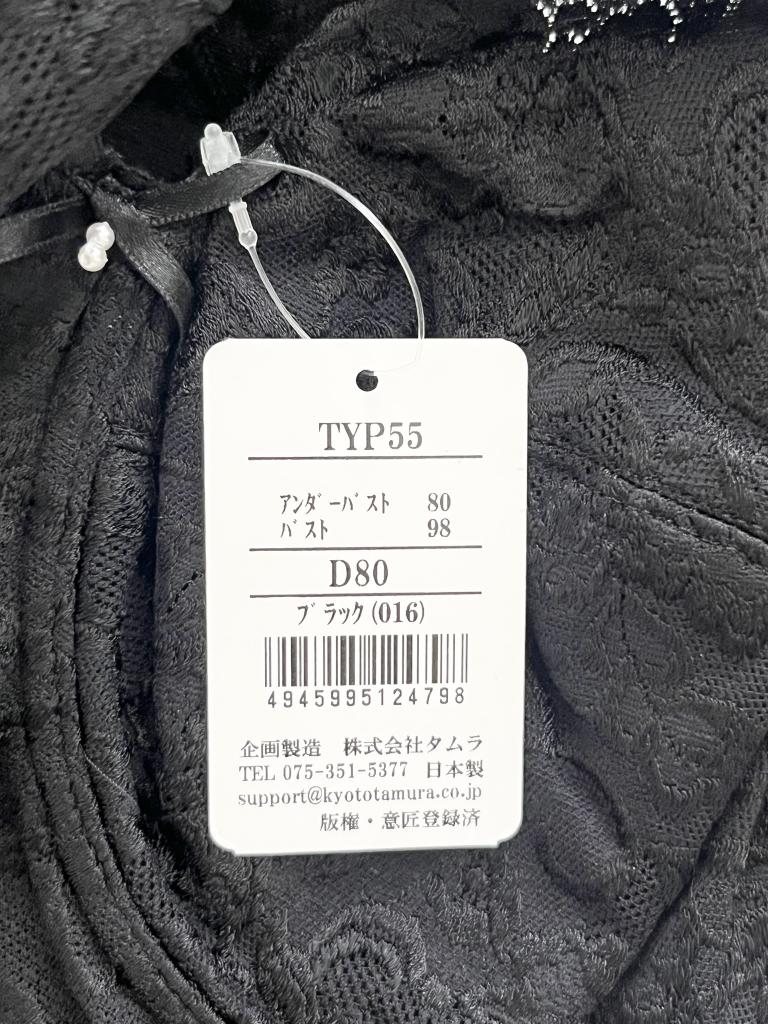 TYP55
ｱﾝﾀﾞｰﾊﾞｽﾄ 80
ﾊﾞｽﾄ 98
D80
ﾌﾞﾗｯｸ(016)
4945995124798
企画製造　株式会社タムラ
TEL 075-351-5377　日本製
support@kyototamura.co.jp
版権・意匠登録済